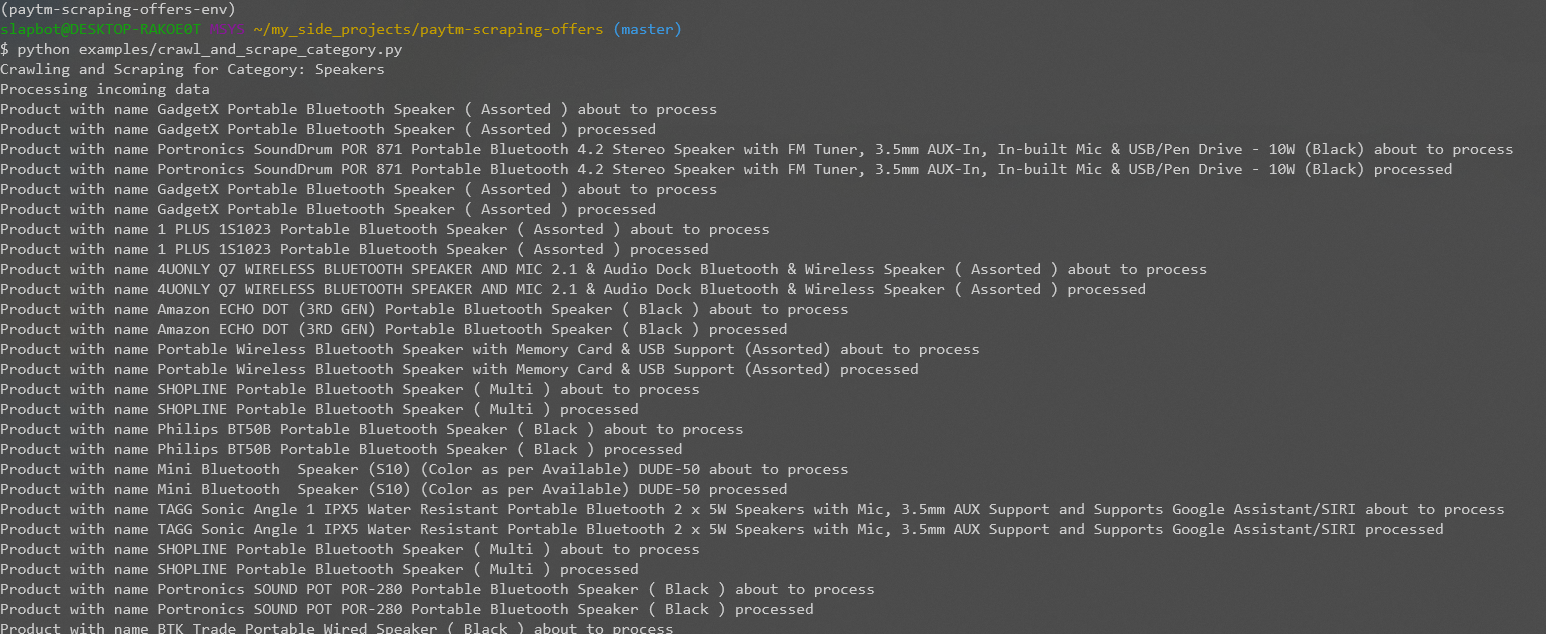 (paytm-scraping-offers-env)
slapbot@DESKTOP-RAKOE0T MINGW64 ~/my_side_projects/paytm-scraping-offers (master)
$ python examples/crawl_and_scrape_category.py
Crawling and Scraping for Category: Speakers
Processing incoming data
Product with name GadgetX Portable Bluetooth Speaker ( Assorted ) about to process
Product with name GadgetX Portable Bluetooth Speaker ( Assorted ) processed
Product with name Portronics SoundDrum POR 871 Portable Bluetooth 4.2 Stereo Speaker with FM Tuner, 3.5mm AUX-In, In-built Mic & USB/Pen Drive - 10W (Black) about to process
Product with name Portronics SoundDrum POR 871 Portable Bluetooth 4.2 Stereo Speaker with FM Tuner, 3.5mm AUX-In, In-built Mic & USB/Pen Drive - 10W (Black) processed
Product with name GadgetX Portable Bluetooth Speaker ( Assorted ) about to process
Product with name GadgetX Portable Bluetooth Speaker ( Assorted ) processed
Product with name 1 PLUS 1S1023 Portable Bluetooth Speaker ( Assorted ) about to process
Product with name 1 PLUS 1S1023 Portable Bluetooth Speaker ( Assorted ) processed
Product with name 4UONLY Q7 WIRELESS BLUETOOTH SPEAKER AND MIC 2.1 & Audio Dock Bluetooth & Wireless Speaker ( Assorted ) about to process
Product with name 4UONLY Q7 WIRELESS BLUETOOTH SPEAKER AND MIC 2.1 & Audio Dock Bluetooth & Wireless Speaker ( Assorted ) processed
Product with name Amazon ECHO DOT (3RD GEN) Portable Bluetooth Speaker ( Black ) about to process
Product with name Amazon ECHO DOT (3RD GEN) Portable Bluetooth Speaker ( Black ) processed
Product with name Portable Wireless Bluetooth Speaker with Memory Card & USB Support (Assorted) about to process
Product with name Portable Wireless Bluetooth Speaker with Memory Card & USB Support (Assorted) processed
Product with name SHOPLINE Portable Bluetooth Speaker ( Multi ) about to process
Product with name SHOPLINE Portable Bluetooth Speaker ( Multi ) processed
Product with name Philips BT50B Portable Bluetooth Speaker ( Black ) about to process
Product with name Philips BT50B Portable Bluetooth Speaker ( Black ) processed
Product with name Mini Bluetooth  Speaker (S10) (Color as per Available) DUDE-50 about to process
Product with name Mini Bluetooth  Speaker (S10) (Color as per Available) DUDE-50 processed
Product with name TAGG Sonic Angle 1 IPX5 Water Resistant Portable Bluetooth 2 x 5W Speakers with Mic, 3.5mm AUX Support and Supports Google Assistant/SIRI about to process
Product with name TAGG Sonic Angle 1 IPX5 Water Resistant Portable Bluetooth 2 x 5W Speakers with Mic, 3.5mm AUX Support and Supports Google Assistant/SIRI processed
Product with name SHOPLINE Portable Bluetooth Speaker ( Multi ) about to process
Product with name SHOPLINE Portable Bluetooth Speaker ( Multi ) processed
Product with name Portronics SOUND POT POR-280 Portable Bluetooth Speaker ( Black ) about to process
Product with name Portronics SOUND POT POR-280 Portable Bluetooth Speaker ( Black ) processed
Product with name BTK Trade Portable Wired Speaker ( Black ) about to process